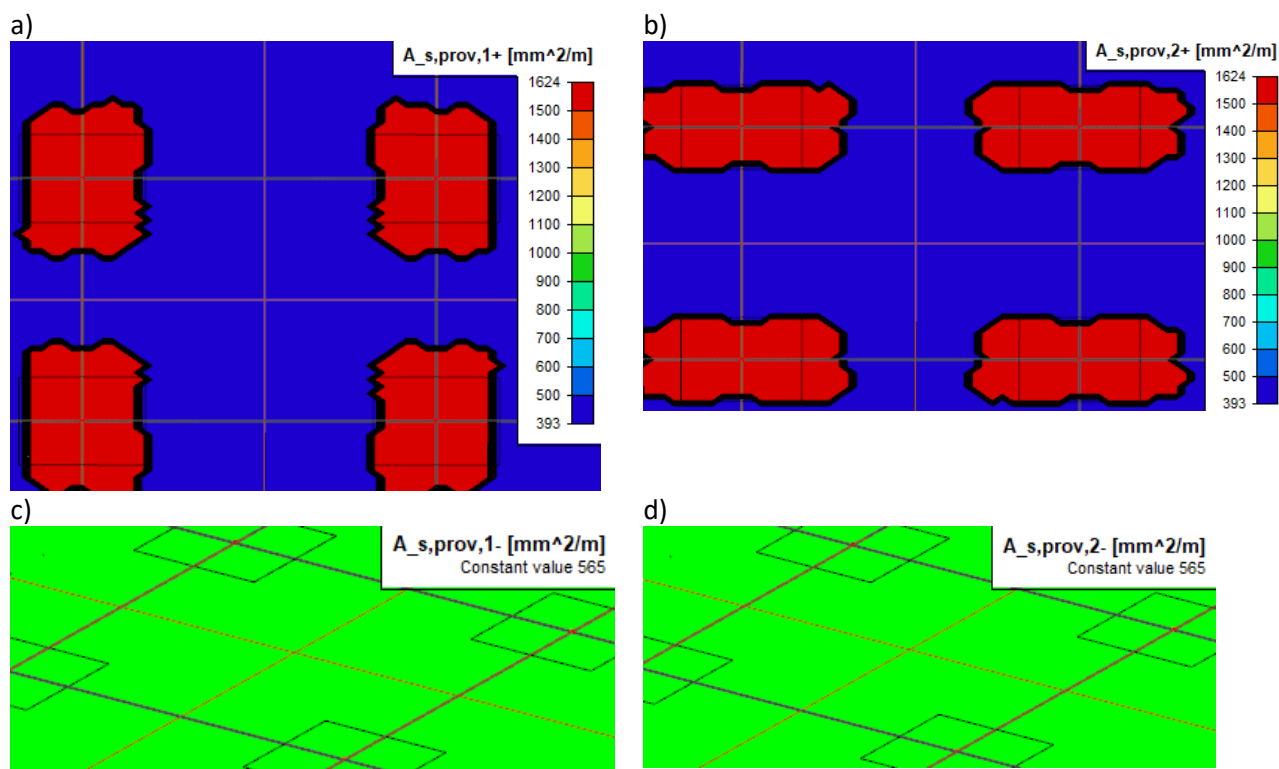 a)
A_s,prov,1+ [mm^2/m]
1624
1500
1400
1300
1200
1100
1000
900
800
700
600
500
393
b)
A_s,prov,2+ [mm^2/m]
1624
1500
1400
1300
1200
1100
1000
900
800
700
600
500
393
c)
A_s,prov,1- [mm^2/m]
Constant value 565
d)
A_s,prov,2- [mm^2/m]
Constant value 565